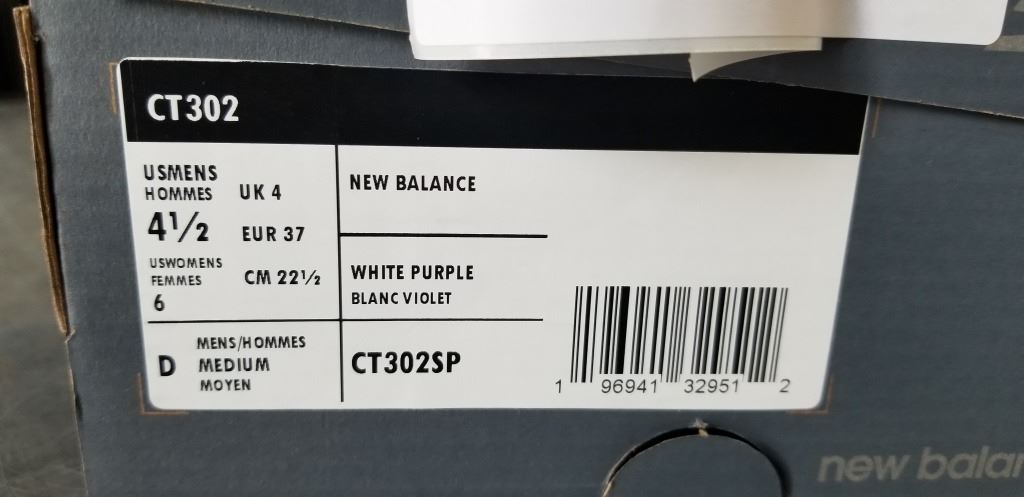 CT302
USMENS
HOMMES
4½
USWOMENS
FEMMES
6
UK 4
EUR 37
CM 22½
NEW BALANCE
WHITE PURPLE
BLANC VIOLET
D
MENS/HOMMES
MEDIUM
MOYEN
CT302SP
1 96941 32951 2
new balan